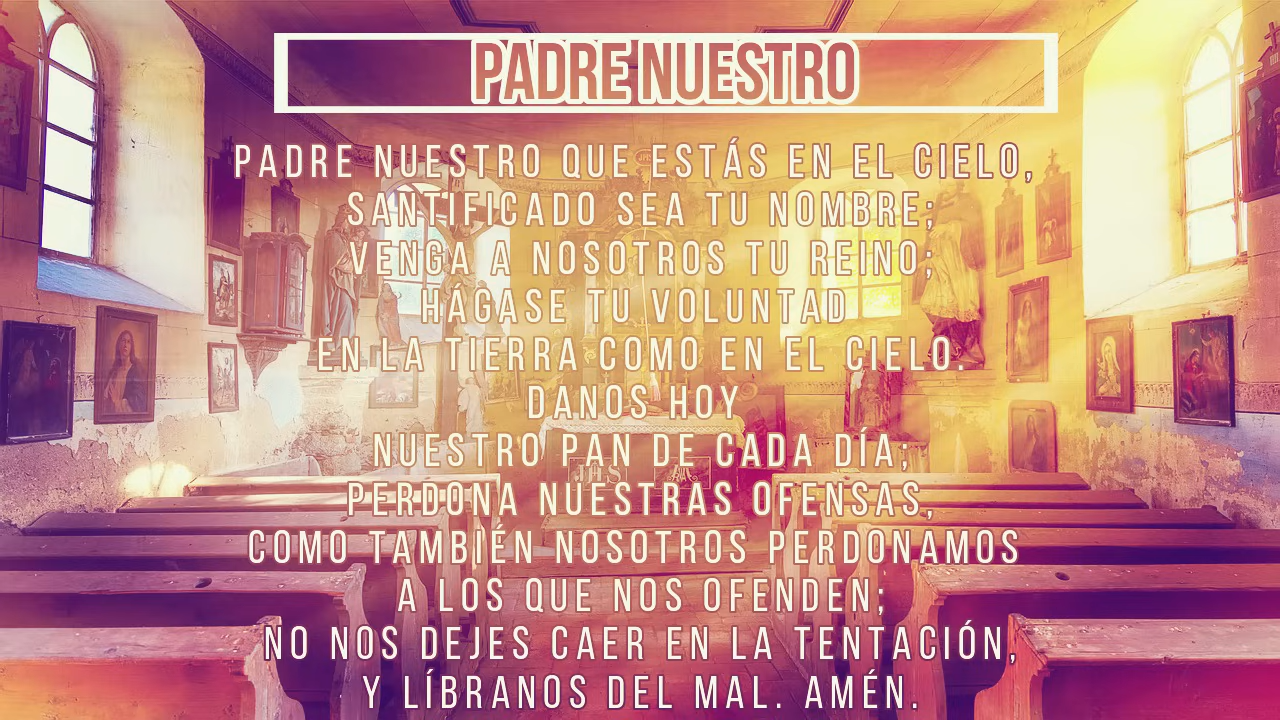 PADRE NUESTRO
PADRE NUESTRO QUE ESTÁS EN EL CIELO,
SANTIFICADO SEA TU NOMBRE;
VENGA A NOSOTROS TU REINO;
HÁGASE TU VOLUNTAD
EN LA TIERRA COMO EN EL CIELO.
DANOS HOY
NUESTRO PAN DE CADA DÍA;
PERDONA NUESTRAS OFENSAS,
COMO TAMBIÉN NOSOTROS PERDONAMOS
A LOS QUE NOS OFENDEN;
NO NOS DEJES CAER EN LA TENTACIÓN,
Y LÍBRANOS DEL MAL. AMÉN.